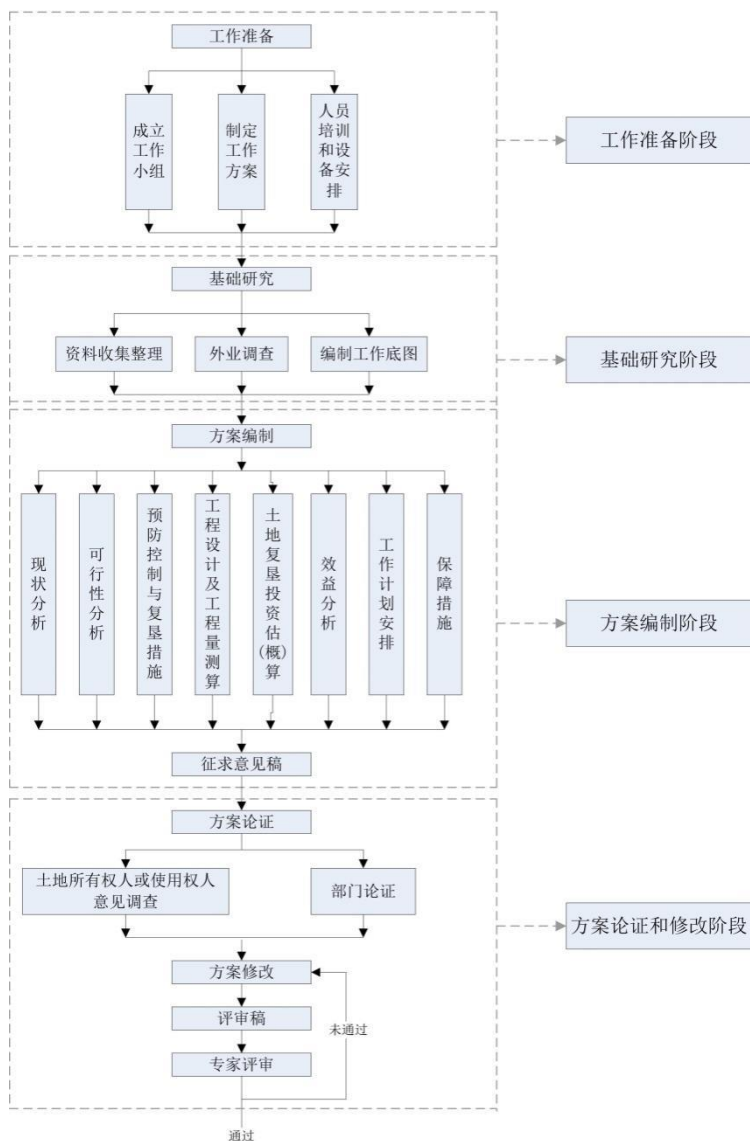 工作准备
成立
工作
小组
制定
工作
方案
人员
培训
和设
备安
排
工作准备阶段
基础研究
资料收集整理
外业调查
编制工作底图
基础研究阶段
方案编制
现状分析
可行性分析
预防控制与复垦措施
工程设计及工程量测算
土地复垦投资估(概)算
效益分析
工作计划安排
保障措施
方案编制阶段
征求意见稿
方案论证
土地所有权人或使用权人
意见调查
部门论证
方案论证和修改阶段
方案修改
评审稿
未通过
专家评审
通过